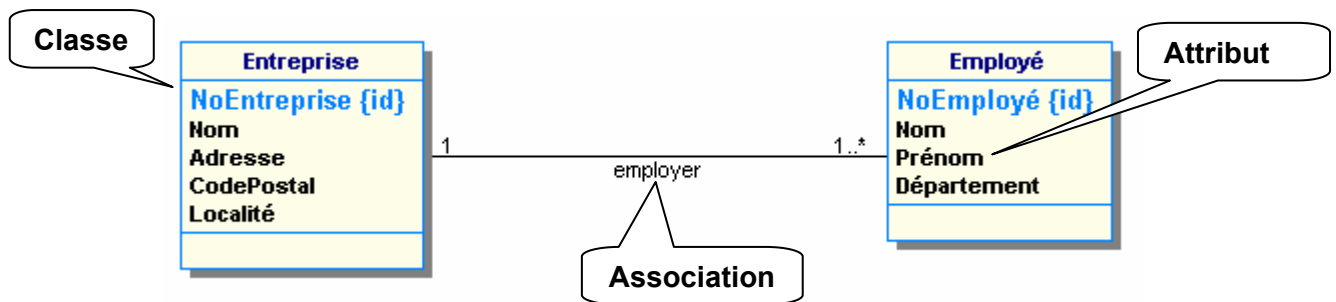 Classe
Entreprise
NoEntreprise {id}
Nom
Adresse
CodePostal
Localité
1
employer
1..*
Employé
NoEmployé {id}
Nom
Prénom
Département
Attribut
Association